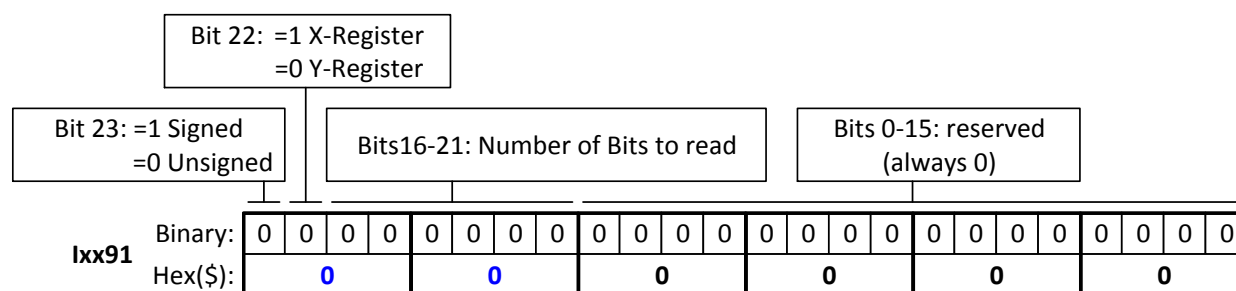 Bit 22: =1 X-Register
=0 Y-Register
Bit 23: =1 Signed
=0 Unsigned
Bits16-21: Number of Bits to read
Bits 0-15: reserved
(always 0)
Ixx91
Binary: 0 0 0 0 0 0 0 0 0 0 0 0 0 0 0 0 0 0 0 0 0 0 0 0
Hex($): 0 0 0 0 0 0